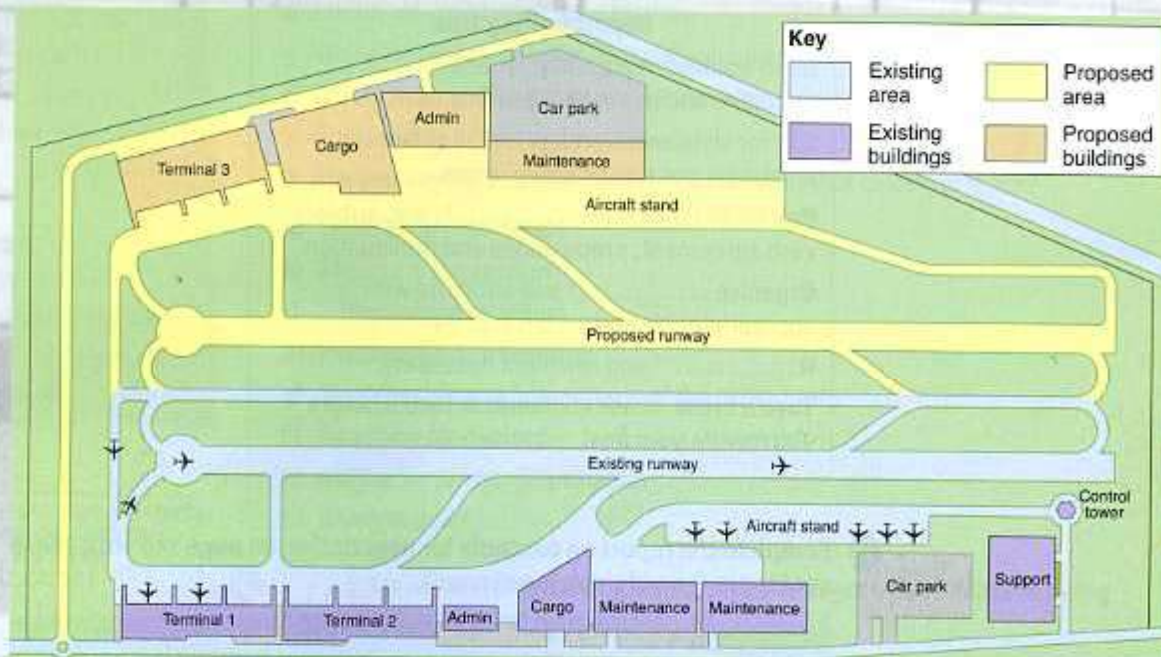 Key
Existing
area
Proposed
area
Existing
buildings
Proposed
buildings
Car park
Admin
Cargo
Maintenance
Terminal 3
Aircraft stand
Proposed runway
Existing runway
Control
tower
Aircraft stand
Car park
Support
Terminal 1
Terminal 2
Admin
Cargo
Maintenance
Maintenance